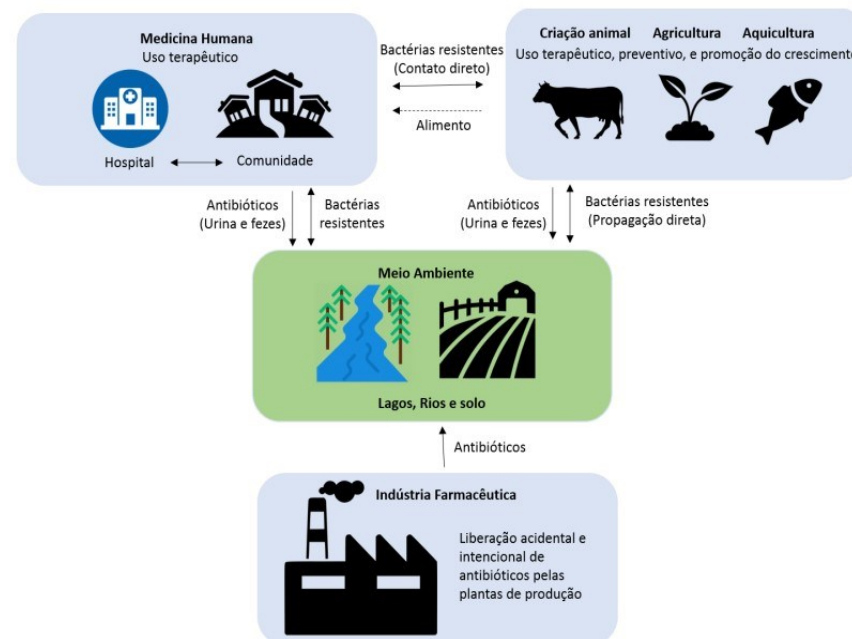 Medicina Humana
Uso terapêutico
Hospital
Comunidade
Bactérias resistentes
(Contato direto)
Alimento
Criação animal Agricultura Aquicultura
Uso terapêutico, preventivo, e promoção do crescimento
Antibióticos
(Urina e fezes)
Bactérias
resistentes
Antibióticos
(Urina e fezes)
Bactérias resistentes
(Propagação direta)
Meio Ambiente
Lagos, Rios e solo
Antibióticos
Indústria Farmacêutica
Liberação acidental e
intencional de
antibióticos pelas
plantas de produção